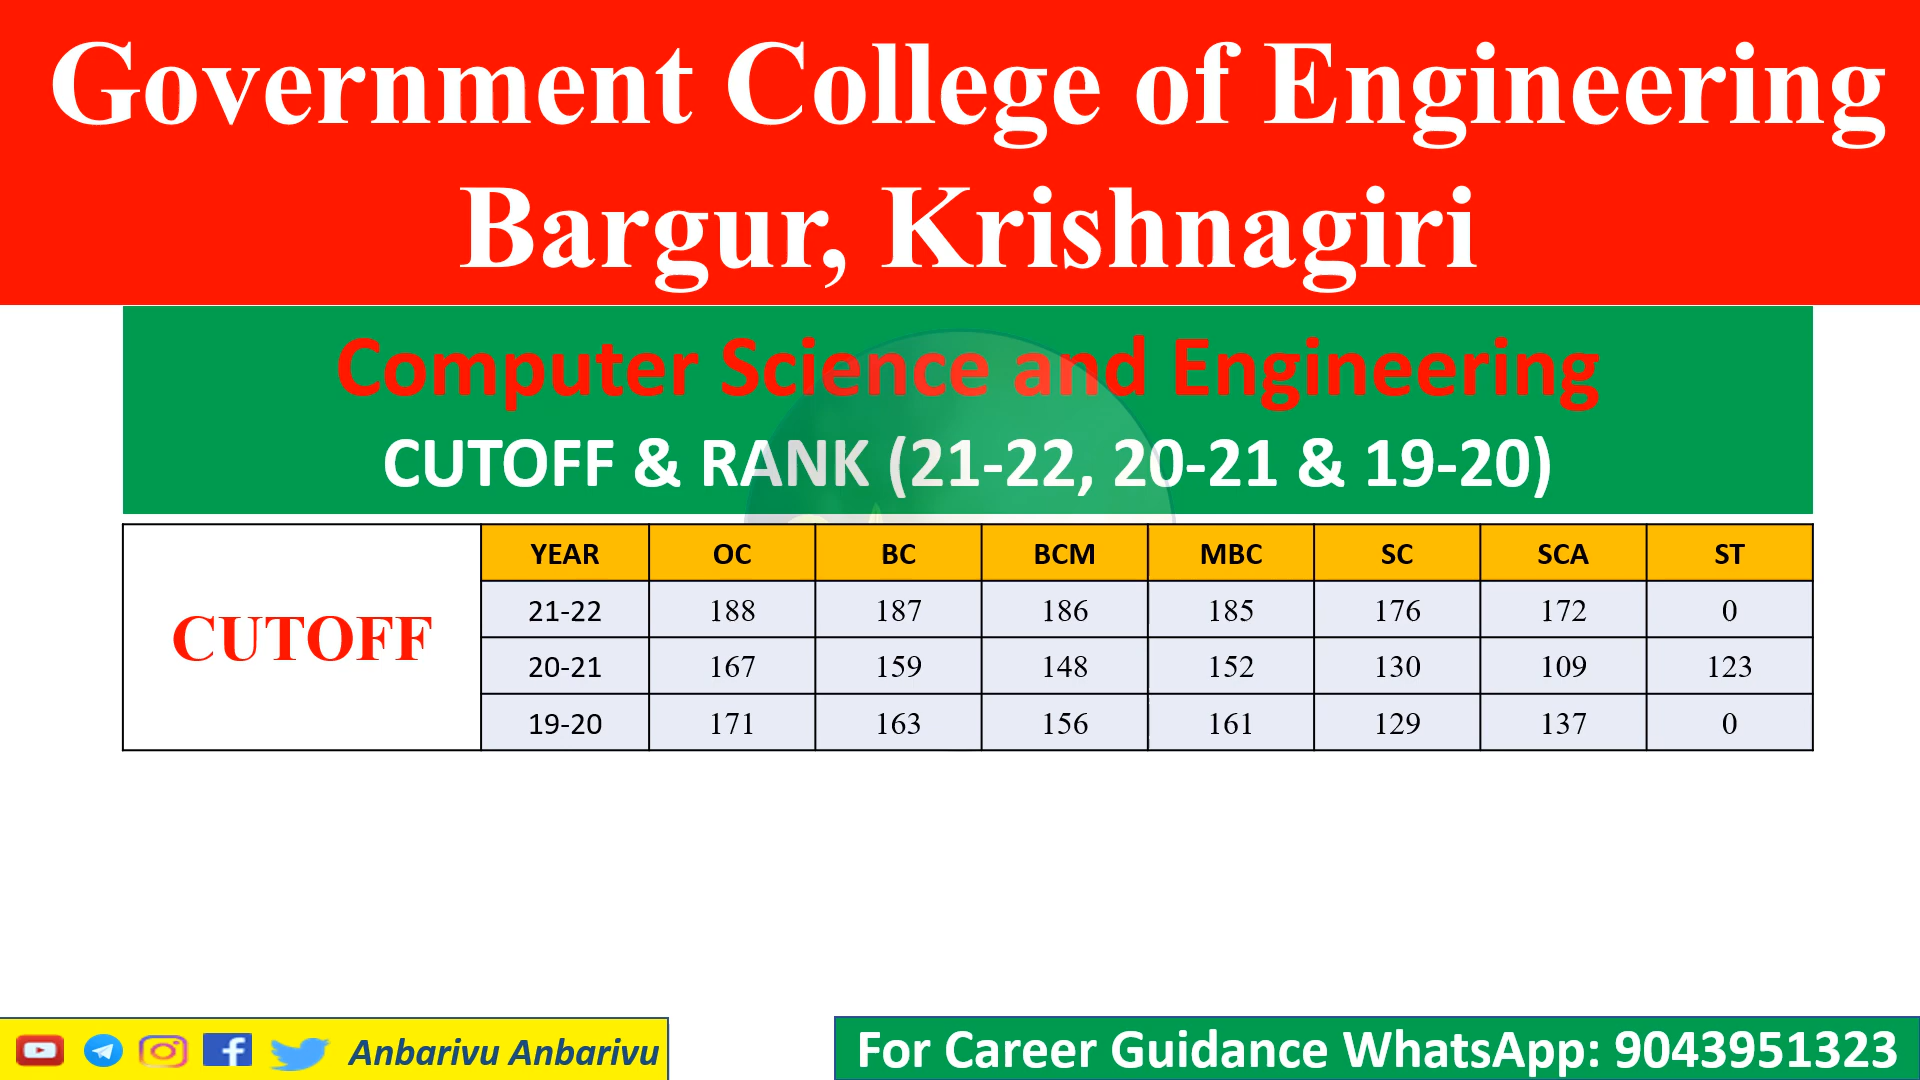 Government College of Engineering
Bargur, Krishnagiri
Computer Science and Engineering
CUTOFF & RANK (21-22, 20-21 & 19-20)
CUTOFF
YEAR OC BC BCM MBC SC SCA ST
21-22 188 187 186 185 176 172 0
20-21 167 159 148 152 130 109 123
19-20 171 163 156 161 129 137 0
Anbarivu Anbarivu
For Career Guidance WhatsApp: 9043951323